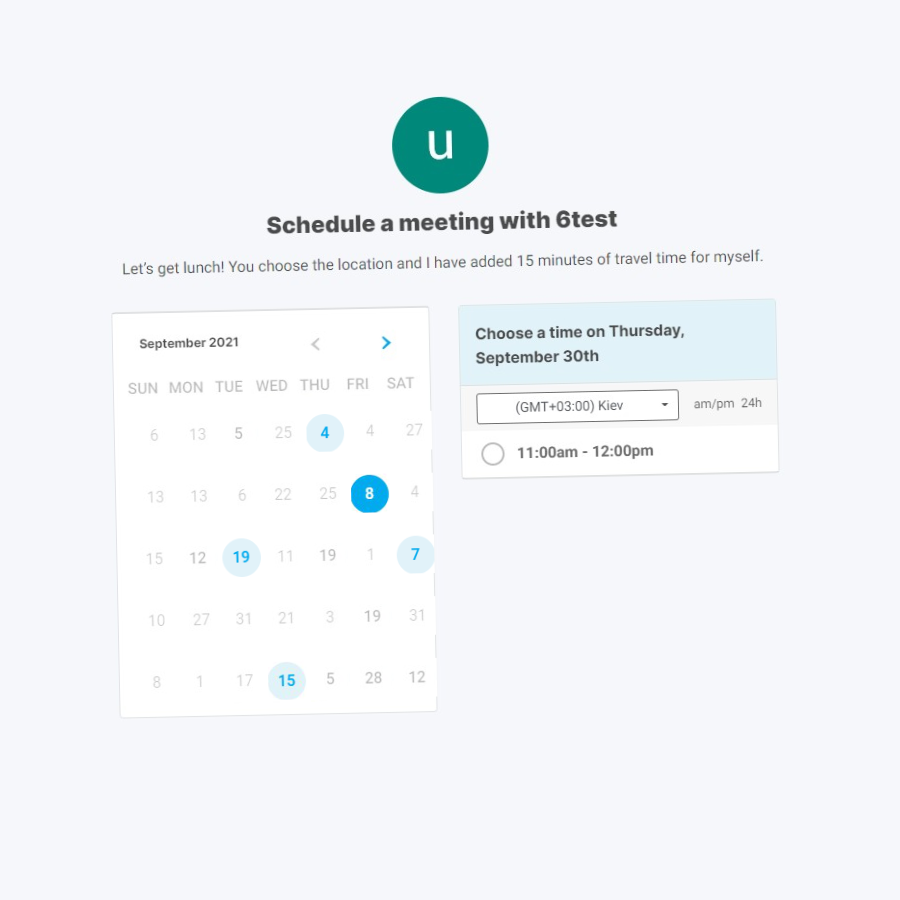 u
Schedule a meeting with 6test
Let's get lunch! You choose the location and I have added 15 minutes of travel time for myself.
September 2021
SUN MON TUE WED THU FRI SAT
6 13 5 25 4 4 27
13 13 6 22 25 8 4
15 12 19 11 19 1 7
10 27 31 21 3 19 31
8 1 17 15 5 28 12
Choose a time on Thursday,
September 30th
(GMT+03:00) Kiev am/pm 24h
11:00am - 12:00pm